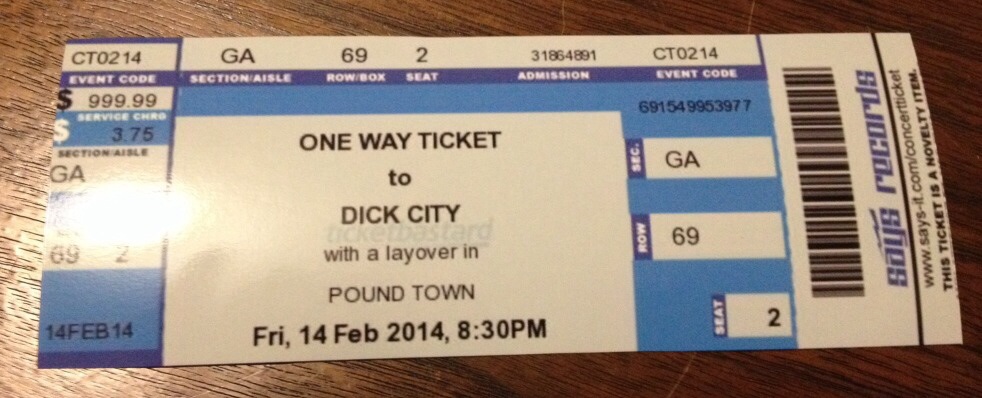 CT0214 GA 69 2 31864891 CT0214
EVENT CODE SECTION/AISLE ROW/BOX SEAT ADMISSION EVENT CODE
$ 999.99
SERVICE CHRG
$ 3.75
SECTION/AISLE
GA
69 2
14FEB14
ONE WAY TICKET
to
DICK CITY
ticketbastard
with a layover in
POUND TOWN
Fri, 14 Feb 2014, 8:30PM
691549953977
SEC. GA
ROW 69
SEAT 2
says records
www.says-it.com/concertticket
THIS TICKET IS A NOVELTY ITEM.